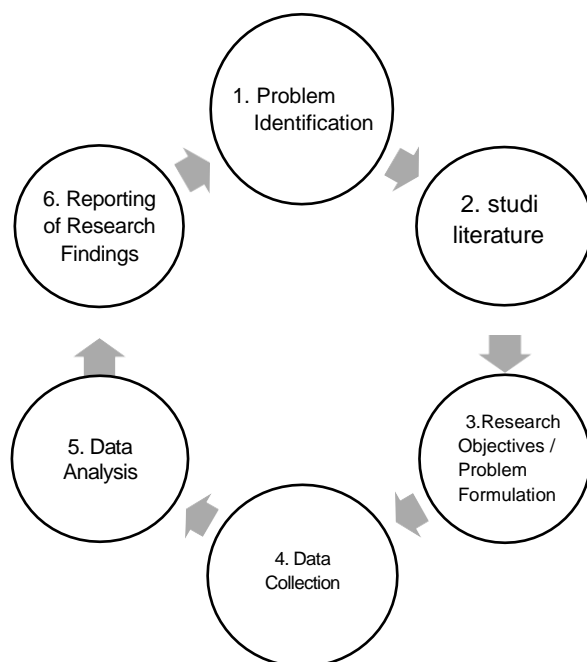 1. Problem
Identification
2. studi
literature
3.Research
Objectives /
Problem
Formulation
4. Data
Collection
5. Data
Analysis
6. Reporting
of Research
Findings